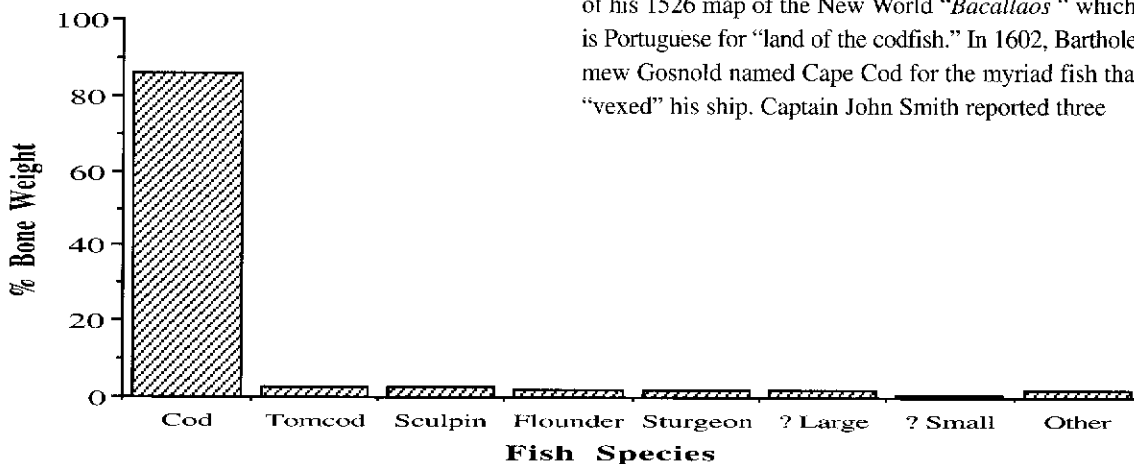 of his 1526 map of the New World "Bacallaos" which
is Portuguese for "land of the codfish." In 1602, Barthole
mew Gosnold named Cape Cod for the myriad fish tha
"vexed" his ship. Captain John Smith reported three
% Bone Weight
100
80
60
40
20
0
Cod Tomcod Sculpin Flounder Sturgeon ? Large ? Small Other
Fish Species